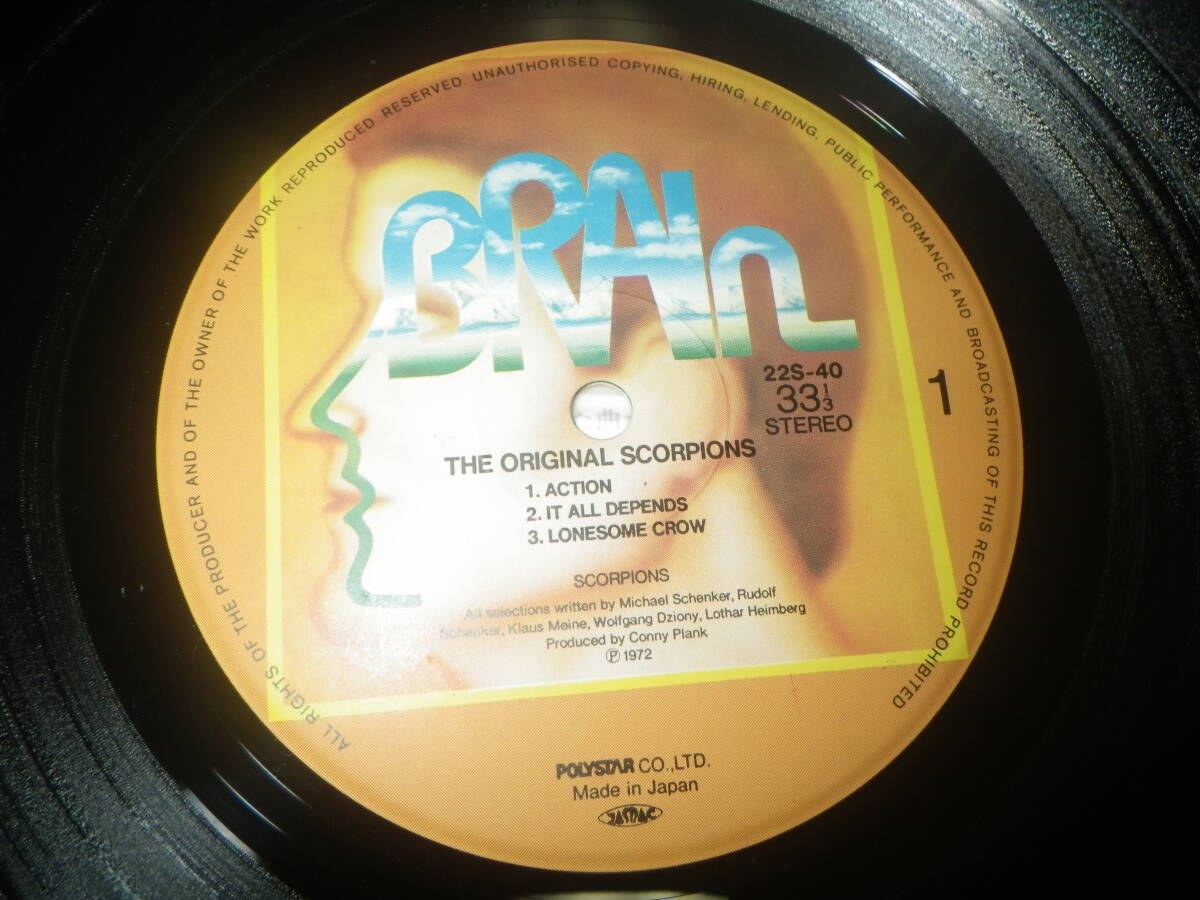 ALL RIGHTS OF THE PRODUCER AND OF THE OWNER OF THE WORK REPRODUCED RESERVED. UNAUTHORISED COPYING, HIRING, LENDING, PUBLIC PERFORMANCE AND BROADCASTING OF THIS RECORD PROHIBITED
BRAIn
22S-40
33 1/3
STEREO
1
THE ORIGINAL SCORPIONS
1. ACTION
2. IT ALL DEPENDS
3. LONESOME CROW
SCORPIONS
All selections written by Michael Schenker, Rudolf
Schenker, Klaus Meine, Wolfgang Dziony, Lothar Heimberg
Produced by Conny Plank
℗ 1972
POLYSTAR CO.,LTD.
Made in Japan
JASRAC